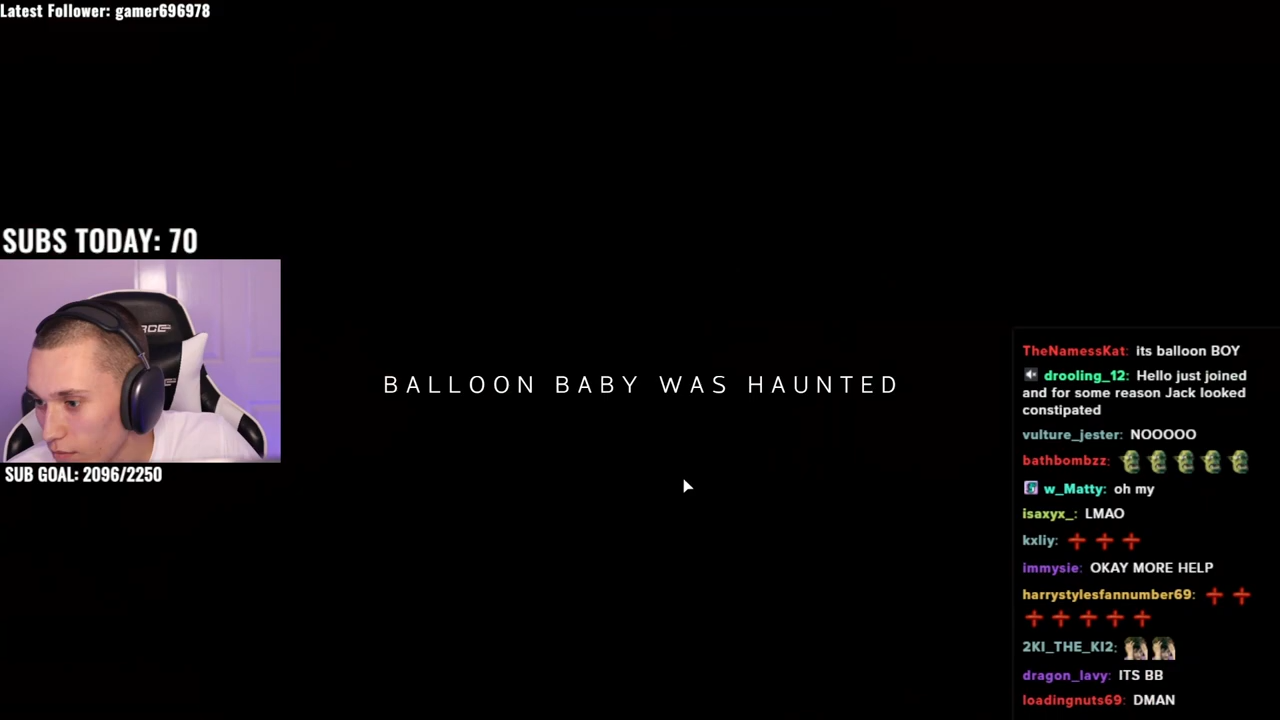 Latest Follower: gamer696978
SUBS TODAY: 70
SUB GOAL: 2096/2250
BALLOON BABY WAS HAUNTED
TheNamessKat: its balloon BOY
drooling_12: Hello just joined
and for some reason Jack looked
constipated
vulture_jester: NOOOOO
bathbombzz:
w_Matty: oh my
isaxyx_: LMAO
kxliy:
immysie: OKAY MORE HELP
harrystylesfannumber69:
2KI_THE_KI2:
dragon_lavy: ITS BB
loadingnuts69: DMAN